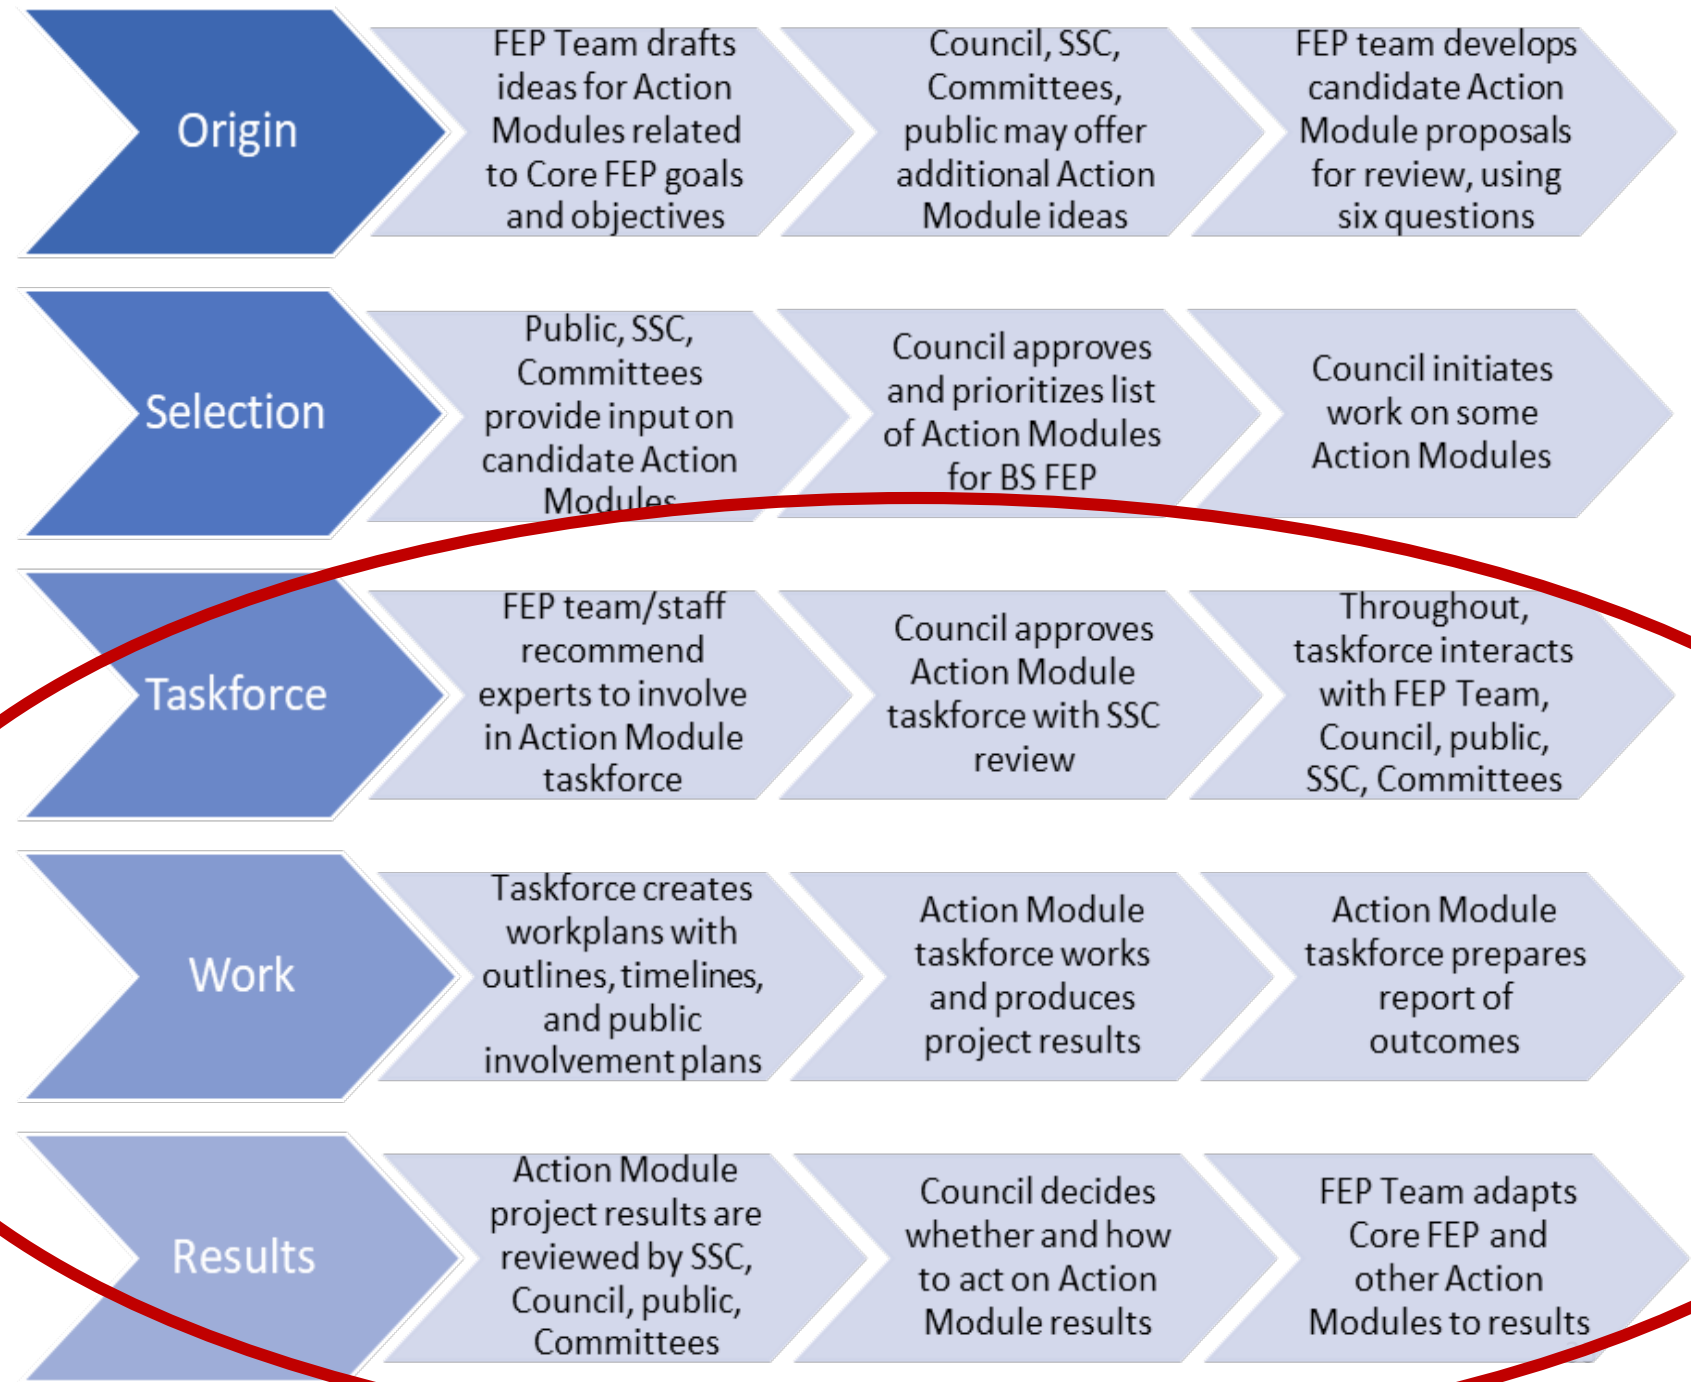 Origin
FEP Team drafts
ideas for Action
Modules related
to Core FEP goals
and objectives
Council, SSC,
Committees,
public may offer
additional Action
Module ideas
FEP team develops
candidate Action
Module proposals
for review, using
six questions
Selection
Public, SSC,
Committees
provide input on
candidate Action
Modules
Council approves
and prioritizes list
of Action Modules
for BS FEP
Council initiates
work on some
Action Modules
Taskforce
FEP team/staff
recommend
experts to involve
in Action Module
taskforce
Council approves
Action Module
taskforce with SSC
review
Throughout,
taskforce interacts
with FEP Team,
Council, public,
SSC, Committees
Work
Taskforce creates
workplans with
outlines, timelines,
and public
involvement plans
Action Module
taskforce works
and produces
project results
Action Module
taskforce prepares
report of
outcomes
Results
Action Module
project results are
reviewed by SSC,
Council, public,
Committees
Council decides
whether and how
to act on Action
Module results
FEP Team adapts
Core FEP and
other Action
Modules to results